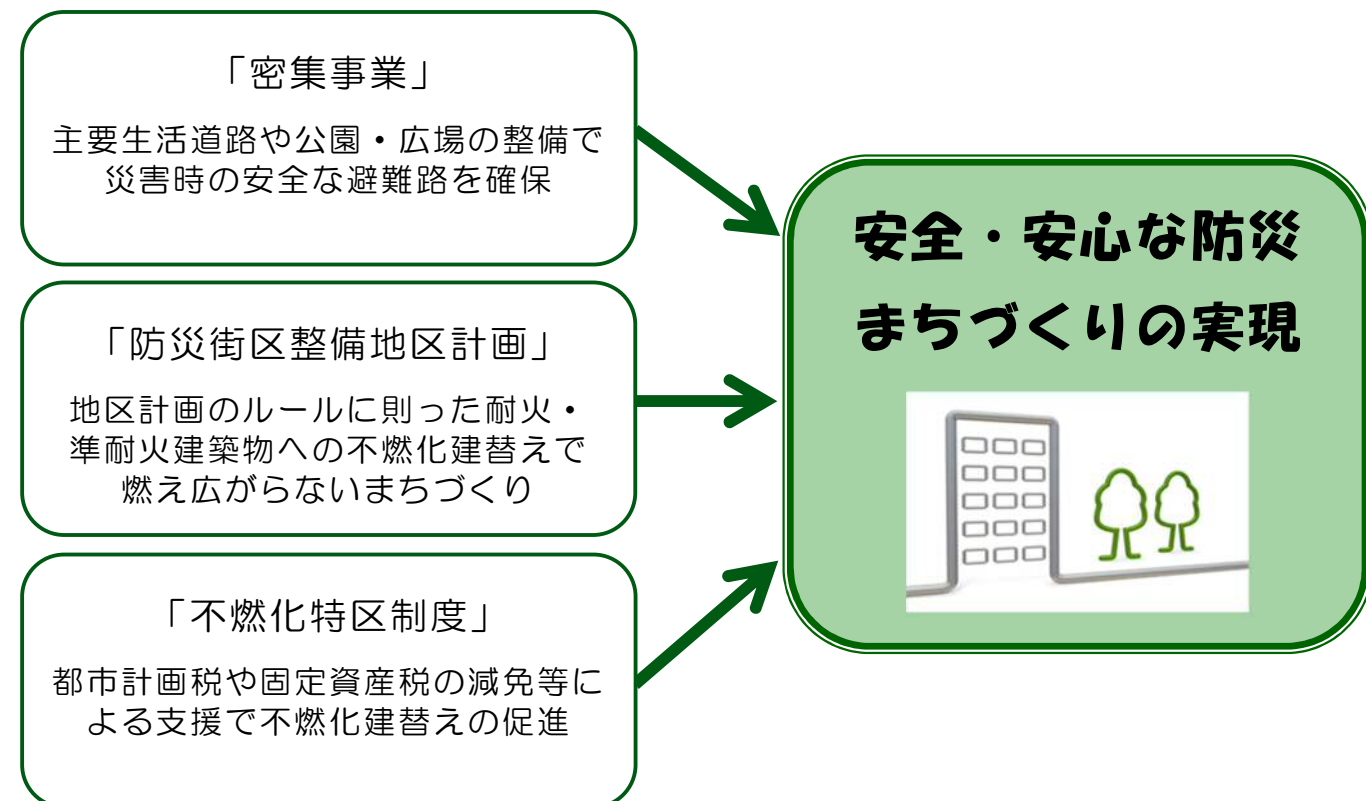 「密集事業」
主要生活道路や公園・広場の整備で
災害時の安全な避難路を確保
「防災街区整備地区計画」
地区計画のルールに則った耐火・
準耐火建築物への不燃化建替えで
燃え広がらないまちづくり
「不燃化特区制度」
都市計画税や固定資産税の減免等に
よる支援で不燃化建替えの促進
安全・安心な防災
まちづくりの実現